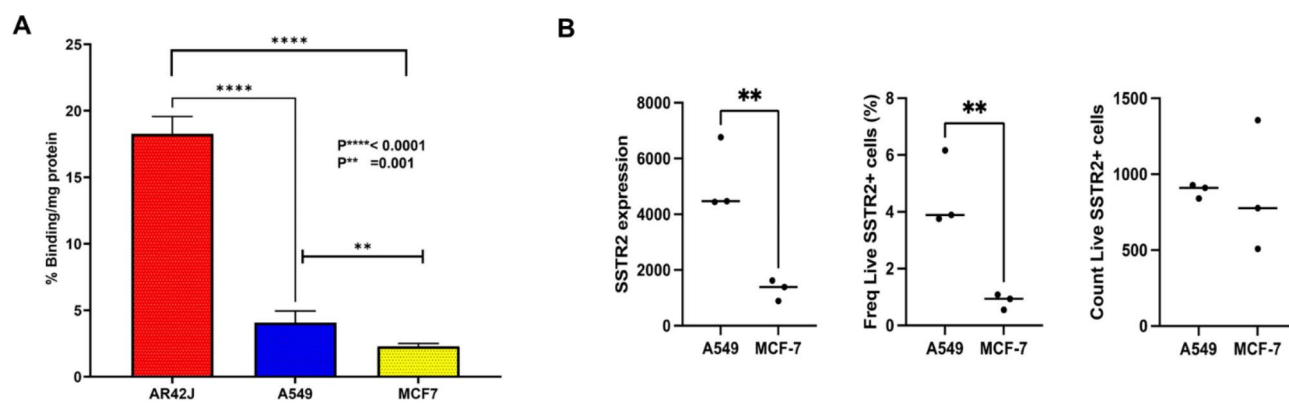 A
% Binding/mg protein
25
20
15
10
5
0
****
****
P****< 0.0001
P** =0.001
**
AR42J
A549
MCF7
B
SSTR2 expression
8000
6000
4000
2000
0
**
A549
MCF-7
Freq Live SSTR2+ cells (%)
8
6
4
2
0
**
A549
MCF-7
Count Live SSTR2+ cells
1500
1000
500
0
A549
MCF-7